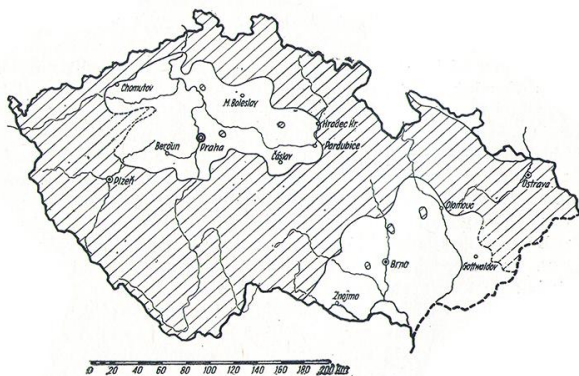 Chomutov
M. Boleslav
Hradec Kr.
Beroun
Praha
Pardubice
Čáslav
Plzeň
Ostrava
Olomouc
Brno
Gottwaldov
Znojmo
0 20 40 60 80 100 120 140 160 180 200 km